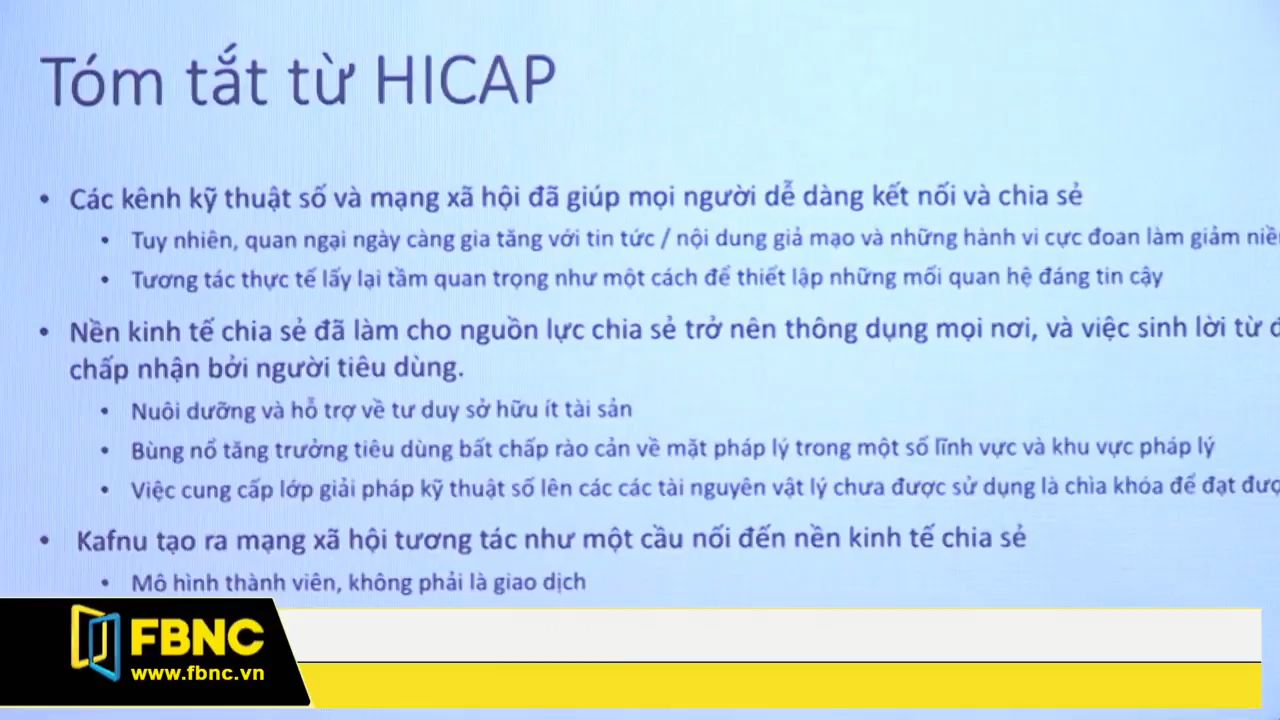 Tóm tắt từ HICAP
• Các kênh kỹ thuật số và mạng xã hội đã giúp mọi người dễ dàng kết nối và chia sẻ
• Tuy nhiên, quan ngại ngày càng gia tăng với tin tức / nội dung giả mạo và những hành vi cực đoan làm giảm
• Tương tác thực tế lấy lại tầm quan trọng như một cách để thiết lập những mối quan hệ đáng tin cậy
• Nền kinh tế chia sẻ đã làm cho nguồn lực chia sẻ trở nên thông dụng mọi nơi, và việc sinh lời từ
chấp nhận bởi người tiêu dùng.
• Nuôi dưỡng và hỗ trợ về tư duy sở hữu ít tài sản
• Bùng nổ tăng trưởng tiêu dùng bất chấp rào cản về mặt pháp lý trong một số lĩnh vực và khu vực pháp lý
• Việc cung cấp lớp giải pháp kỹ thuật số lên các các tài nguyên vật lý chưa được sử dụng là chìa khóa để đạt
• Kafnu tạo ra mạng xã hội tương tác như một cầu nối đến nền kinh tế chia sẻ
• Mô hình thành viên, không phải là giao dịch
FBNC
www.fbnc.vn